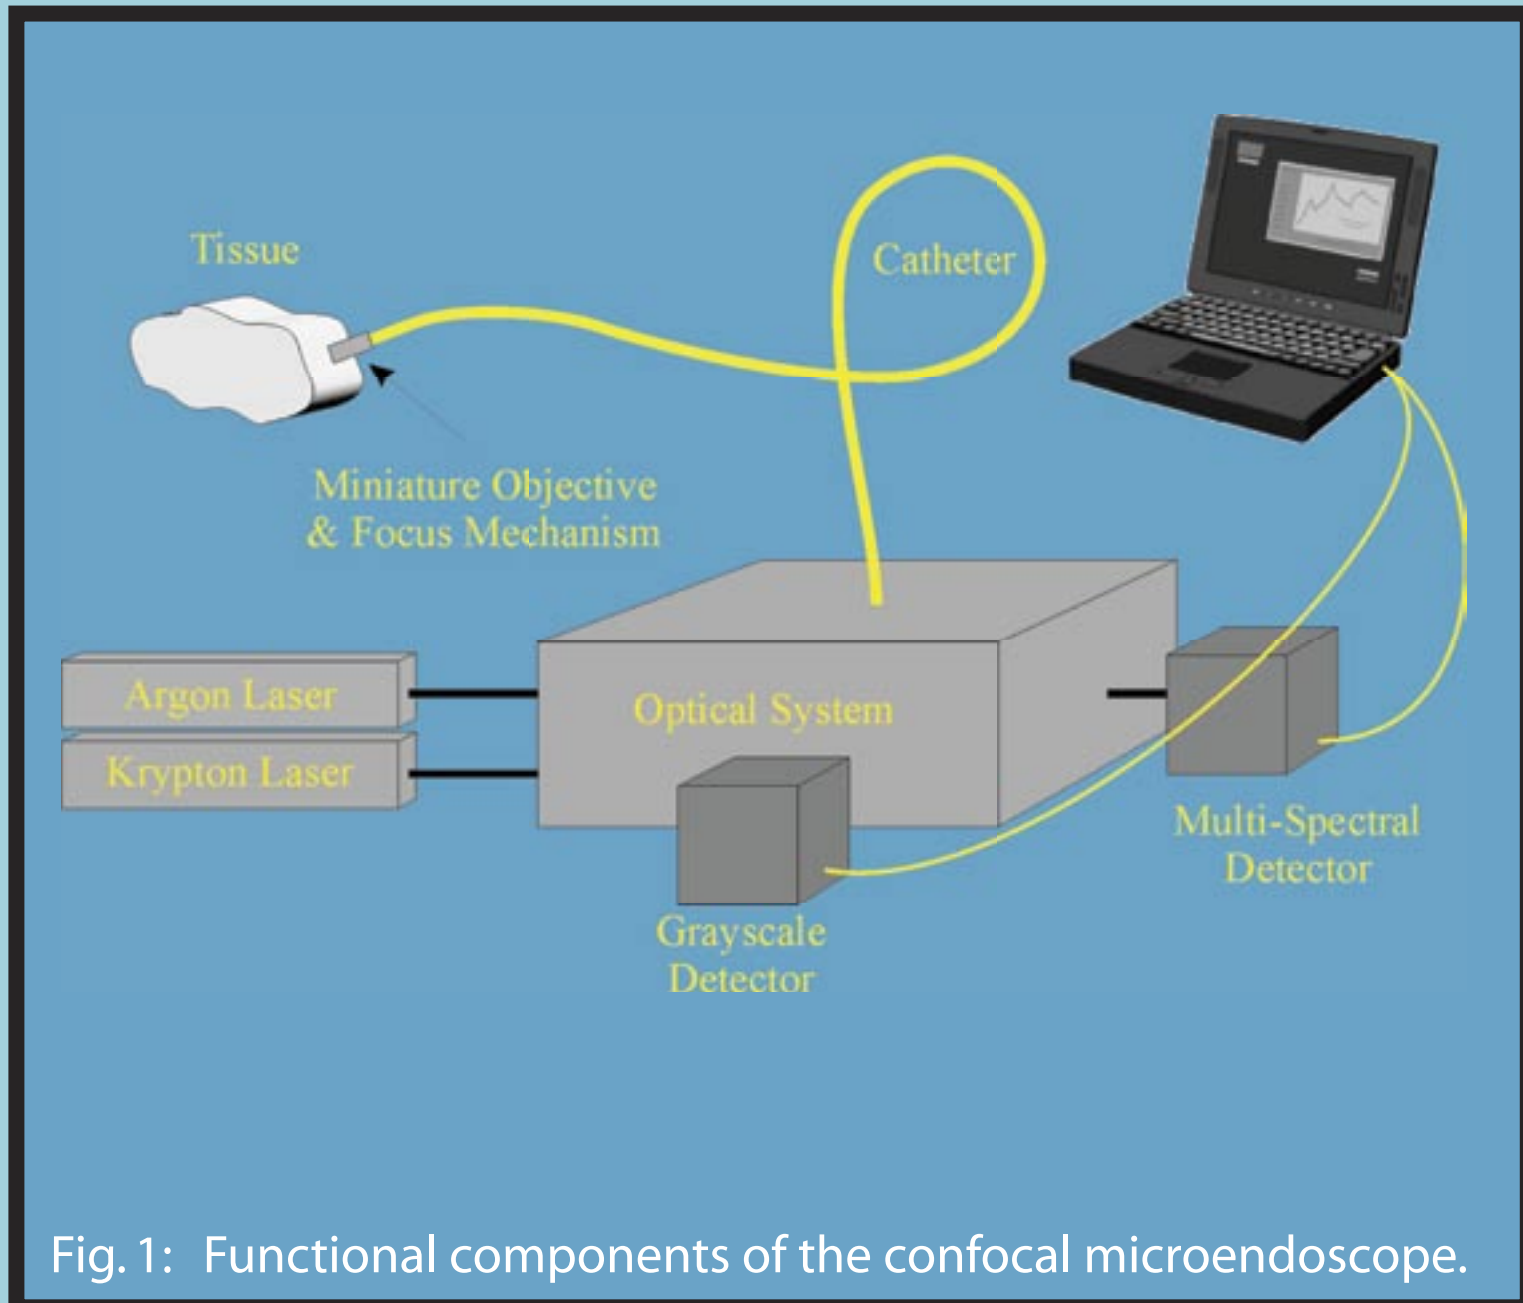 Tissue
Catheter
Miniature Objective
& Focus Mechanism
Argon Laser
Optical System
Krypton Laser
Multi-Spectral
Detector
Grayscale
Detector
Fig. 1: Functional components of the confocal microendoscope.